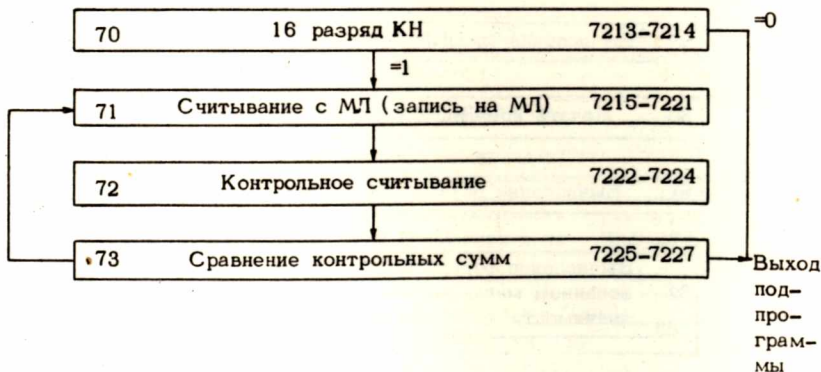 70 16 разряд КН 7213-7214
=0
=1
71 Считывание с МЛ (запись на МЛ) 7215-7221
72 Контрольное считывание 7222-7224
73 Сравнение контрольных сумм 7225-7227
Выход
под-
про-
грам-
мы